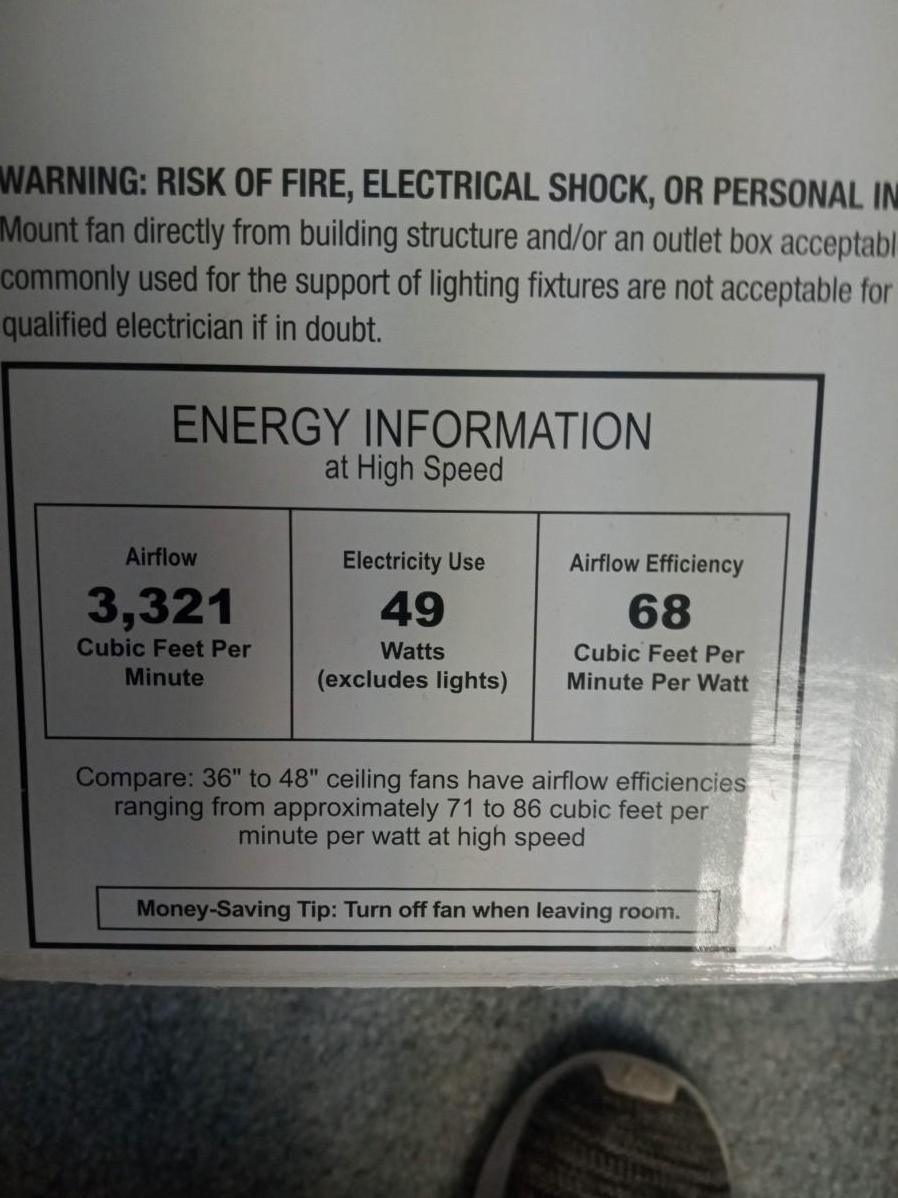 WARNING: RISK OF FIRE, ELECTRICAL SHOCK, OR PERSONAL IN
Mount fan directly from building structure and/or an outlet box acceptabl
commonly used for the support of lighting fixtures are not acceptable for
qualified electrician if in doubt.
ENERGY INFORMATION
at High Speed
Airflow
3,321
Cubic Feet Per
Minute
Electricity Use
49
Watts
(excludes lights)
Airflow Efficiency
68
Cubic Feet Per
Minute Per Watt
Compare: 36" to 48" ceiling fans have airflow efficiencies
ranging from approximately 71 to 86 cubic feet per
minute per watt at high speed
Money-Saving Tip: Turn off fan when leaving room.